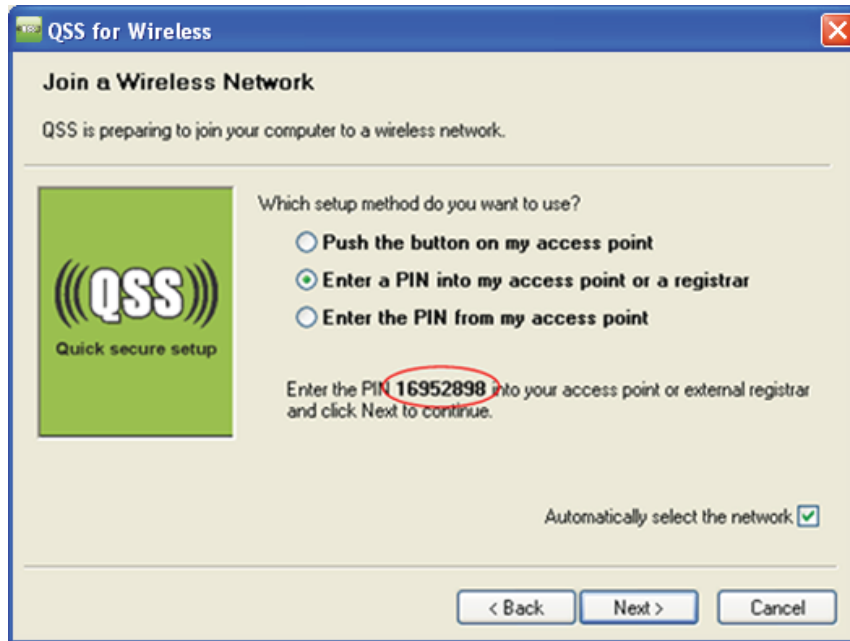 QSS for Wireless
Join a Wireless Network
QSS is preparing to join your computer to a wireless network.
Which setup method do you want to use?
Push the button on my access point
Enter a PIN into my access point or a registrar
Enter the PIN from my access point
(((QSS)))
Quick secure setup
Enter the PIN 16952898 into your access point or external registrar
and click Next to continue.
Automatically select the network
< Back
Next >
Cancel